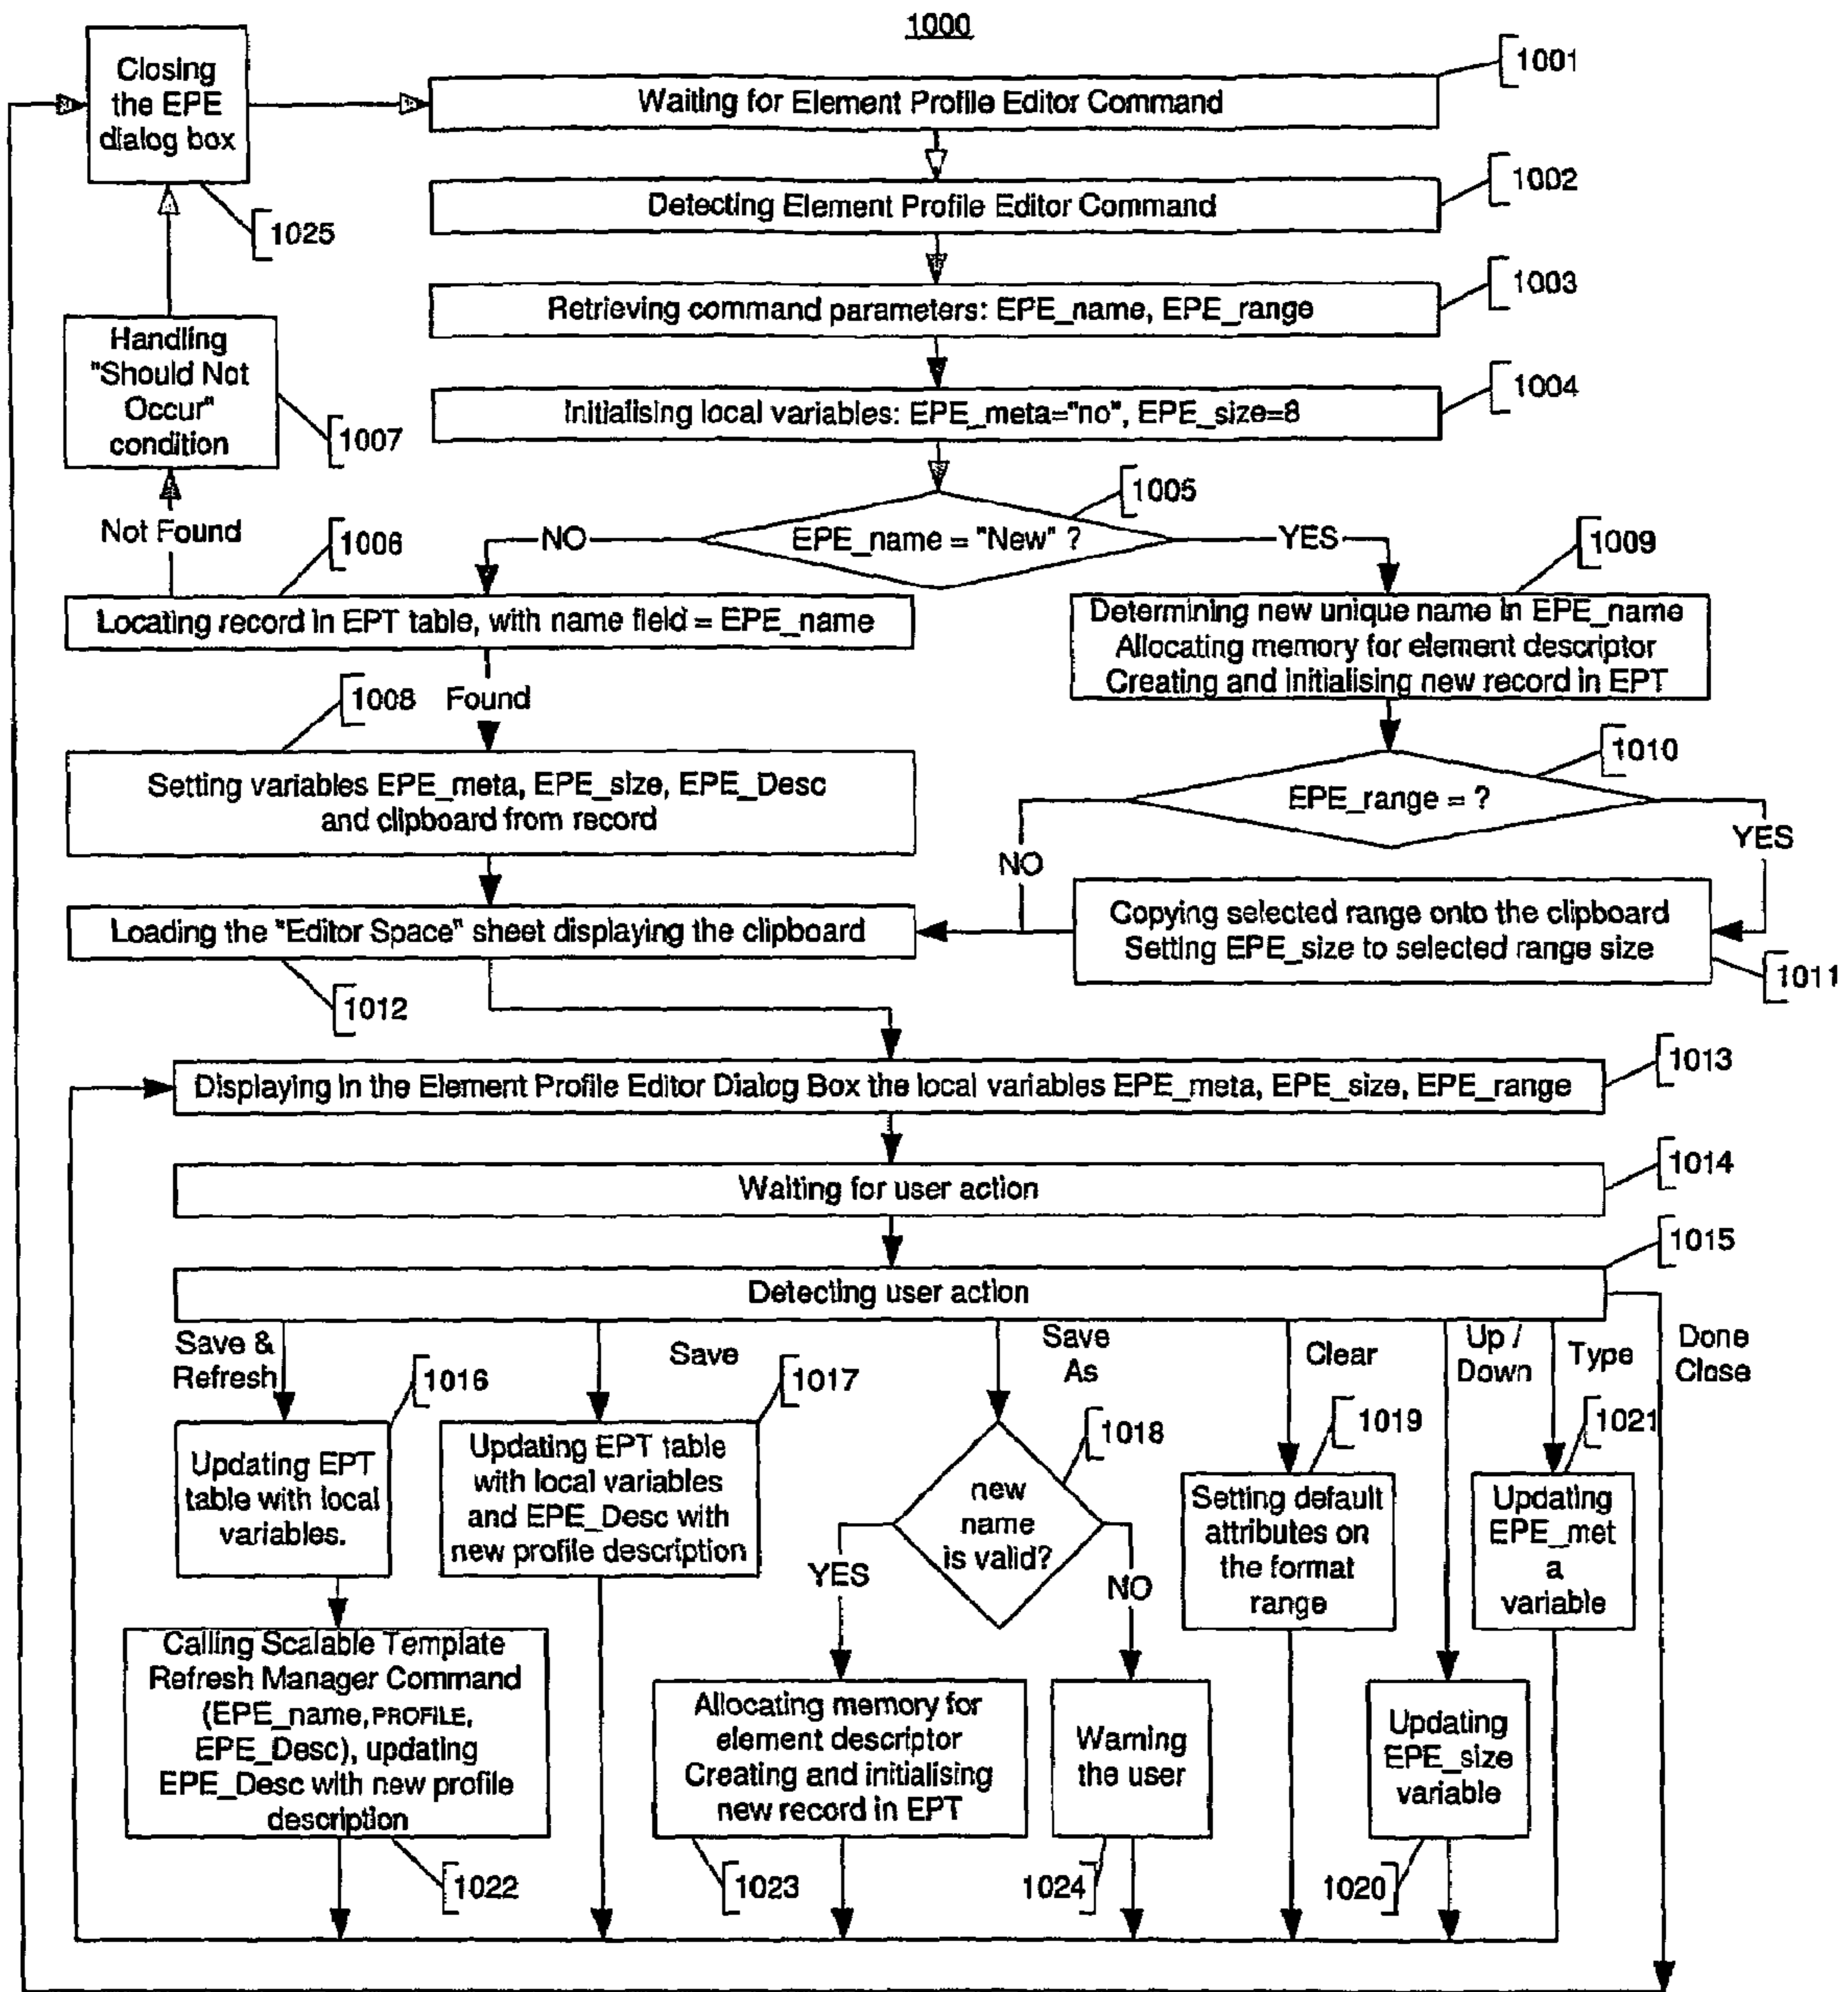 1000
Closing
the EPE
dialog box
1025
Waiting for Element Profile Editor Command
1001
Detecting Element Profile Editor Command
1002
Retrieving command parameters: EPE_name, EPE_range
1003
Initialising local variables: EPE_meta="no", EPE_size=8
1004
Handling
"Should Not
Occur"
condition
1007
Not Found
1006
NO
EPE_name = "New" ?
1005
YES
1009
Locating record in EPT table, with name field = EPE_name
Determining new unique name in EPE_name
Allocating memory for element descriptor
Creating and initialising new record in EPT
1008
Found
1010
Setting variables EPE_meta, EPE_size, EPE_Desc
and clipboard from record
EPE_range = ?
NO
YES
Loading the "Editor Space" sheet displaying the clipboard
Copying selected range onto the clipboard
Setting EPE_size to selected range size
1012
1011
Displaying in the Element Profile Editor Dialog Box the local variables EPE_meta, EPE_size, EPE_range
1013
Waiting for user action
1014
Detecting user action
1015
Save &
Refresh
Save
Save
As
Clear
Up /
Down
Type
Done
Close
1016
Updating EPT
table with local
variables.
1017
Updating EPT table
with local variables
and EPE_Desc with
new profile description
1018
new
name
is valid?
YES
NO
1019
Setting default
attributes on
the format
range
1021
Updating
EPE_met
a
variable
Calling Scalable Template
Refresh Manager Command
(EPE_name, PROFILE,
EPE_Desc), updating
EPE_Desc with new profile
description
1022
Allocating memory for
element descriptor
Creating and initialising
new record in EPT
1023
Warning
the user
1024
Updating
EPE_size
variable
1020